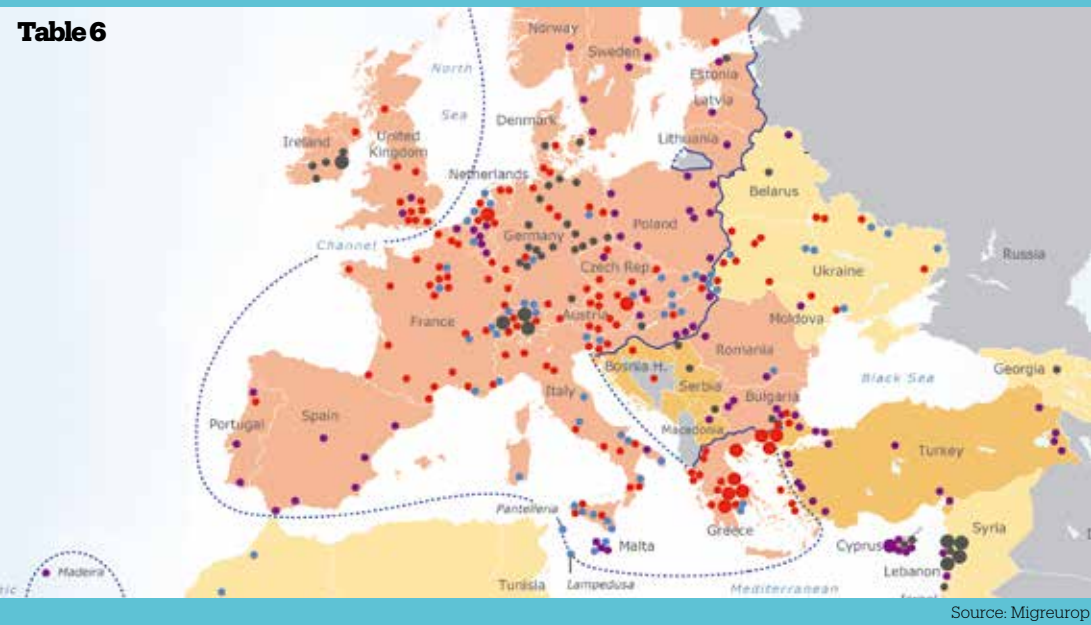 Table 6
Norway
Sweden
Estonia
North
Latvia
Sea
Denmark
Ireland
United
Kingdom
Lithuania
Netherlands
Belarus
Poland
Germany
Channel
Russia
Czech Rep.
Ukraine
France
Austria
Moldova
Romania
Bosnia H.
Georgia
Black Sea
Serbia
Italy
Bulgaria
Portugal
Spain
Macedonia
Turkey
Pantelleria
Greece
Syria
Malta
Cyprus
Madeira
Lebanon
Tunisia
Lampedusa
Mediterranean
Source: Migreurop